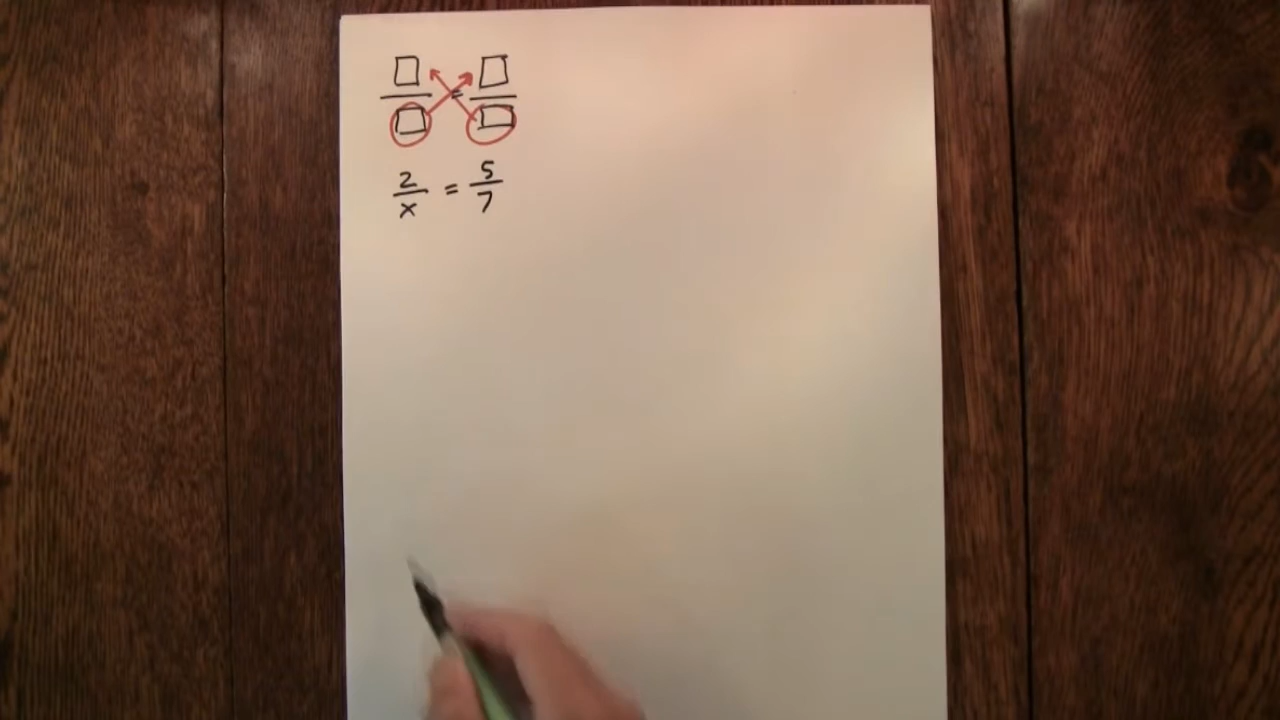 □/□ = □/□
2/x = 5/7